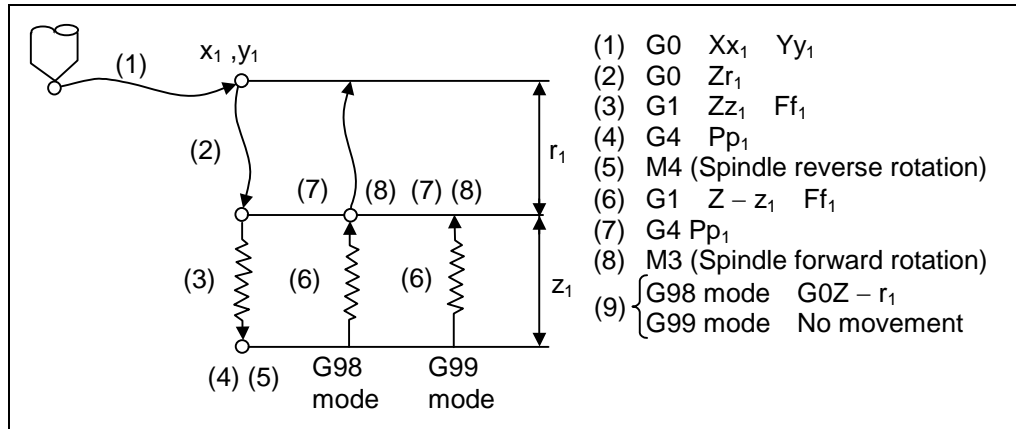 x₁ ,y₁
(1)
(2)
(7)
(8)
(7) (8)
r₁
(3)
(6)
(6)
z₁
(4) (5)
G98
mode
G99
mode
(1) G0 Xx₁ Yy₁
(2) G0 Zr₁
(3) G1 Zz₁ Ff₁
(4) G4 Pp₁
(5) M4 (Spindle reverse rotation)
(6) G1 Z – z₁ Ff₁
(7) G4 Pp₁
(8) M3 (Spindle forward rotation)
(9) G98 mode G0Z – r₁
G99 mode No movement